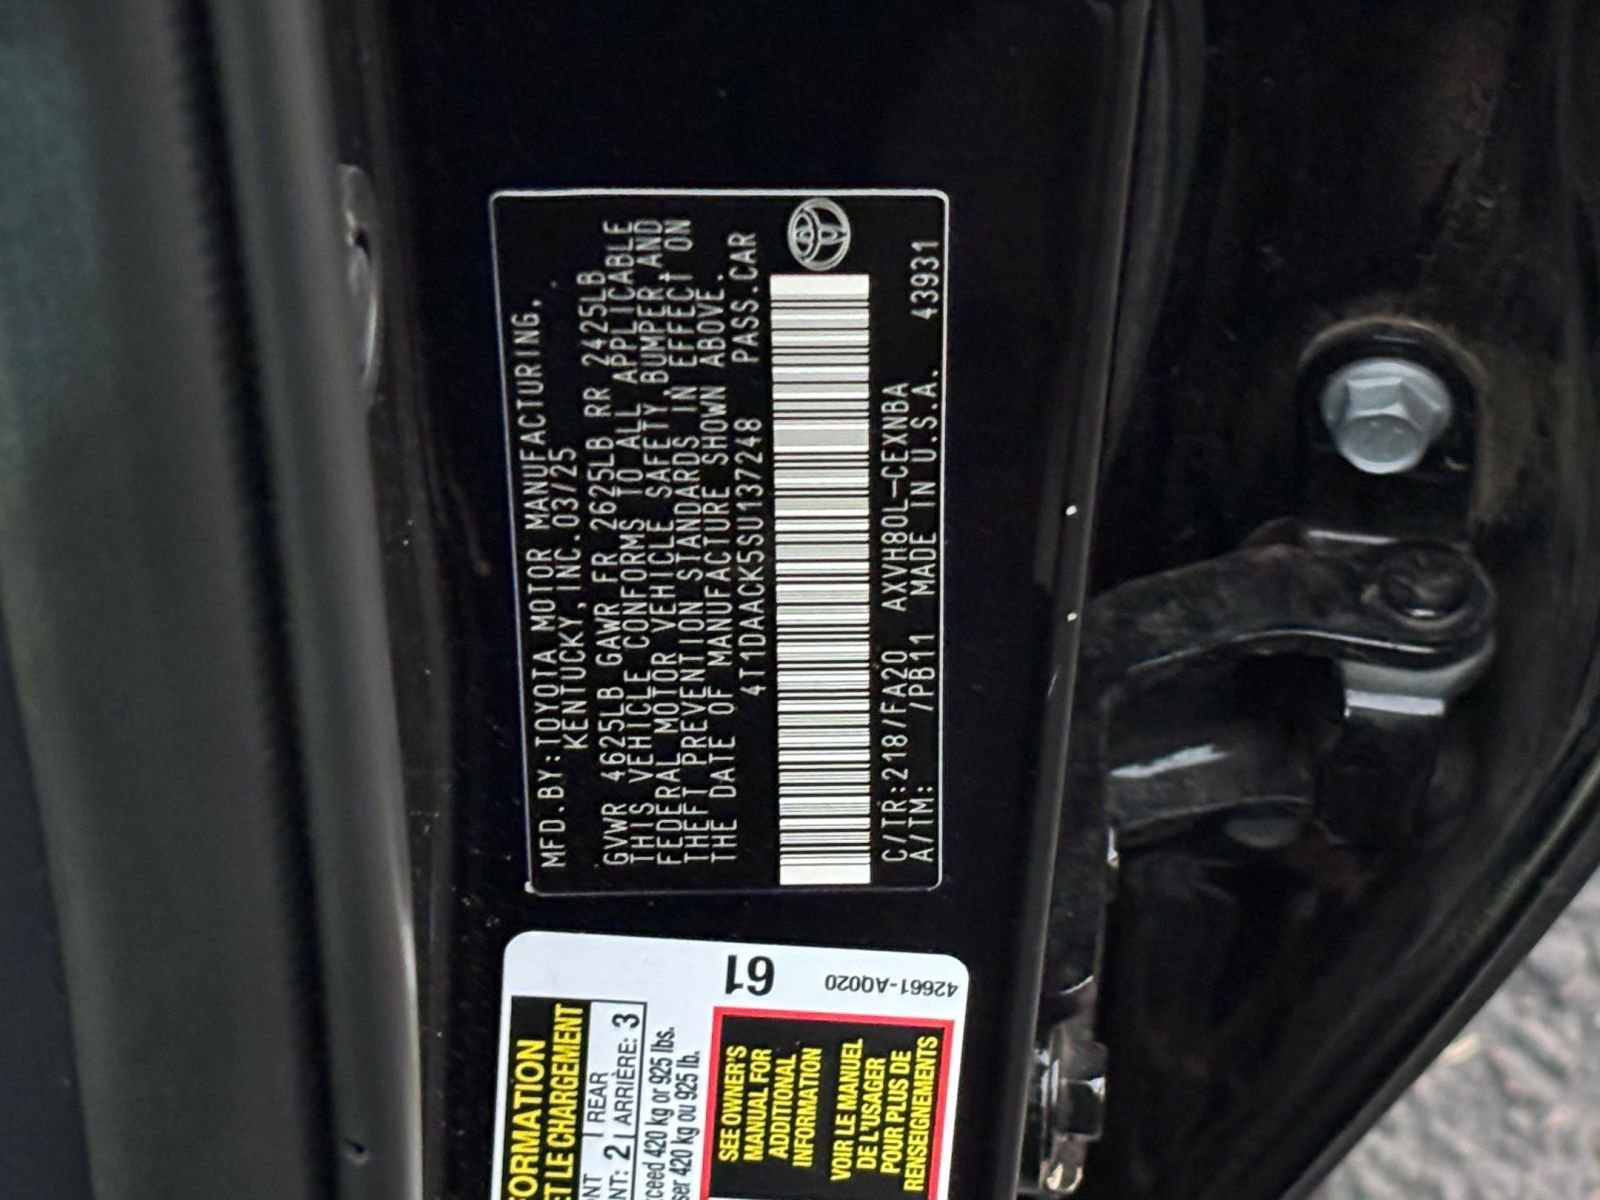 MFD.BY:TOYOTA MOTOR MANUFACTURING,
KENTUCKY,INC.03/25
GVWR 4625LB GAWR FR 2625LB RR 2425LB
THIS VEHICLE CONFORMS TO ALL APPLICABLE
FEDERAL MOTOR VEHICLE SAFETY,BUMPER,AND
THEFT PREVENTION STANDARDS IN EFFECT ON
THE DATE OF MANUFACTURE SHOWN ABOVE.
4T1DAACK5SU137248 PASS.CAR
C/TR:218/FA20 AXVH80L-CEXNBA
A/TM: /PB11 MADE IN U.S.A. 43931
61
42661-AQ020
ET LE CHARGEMENT
REAR
2 ARRIÈRE: 3
420 kg or 925 lbs.
420 kg ou 925 lb.
SEE OWNER'S
MANUAL FOR
ADDITIONAL
INFORMATION
VOIR LE MANUEL
DE L'USAGER
POUR PLUS DE
RENSEIGNEMENTS